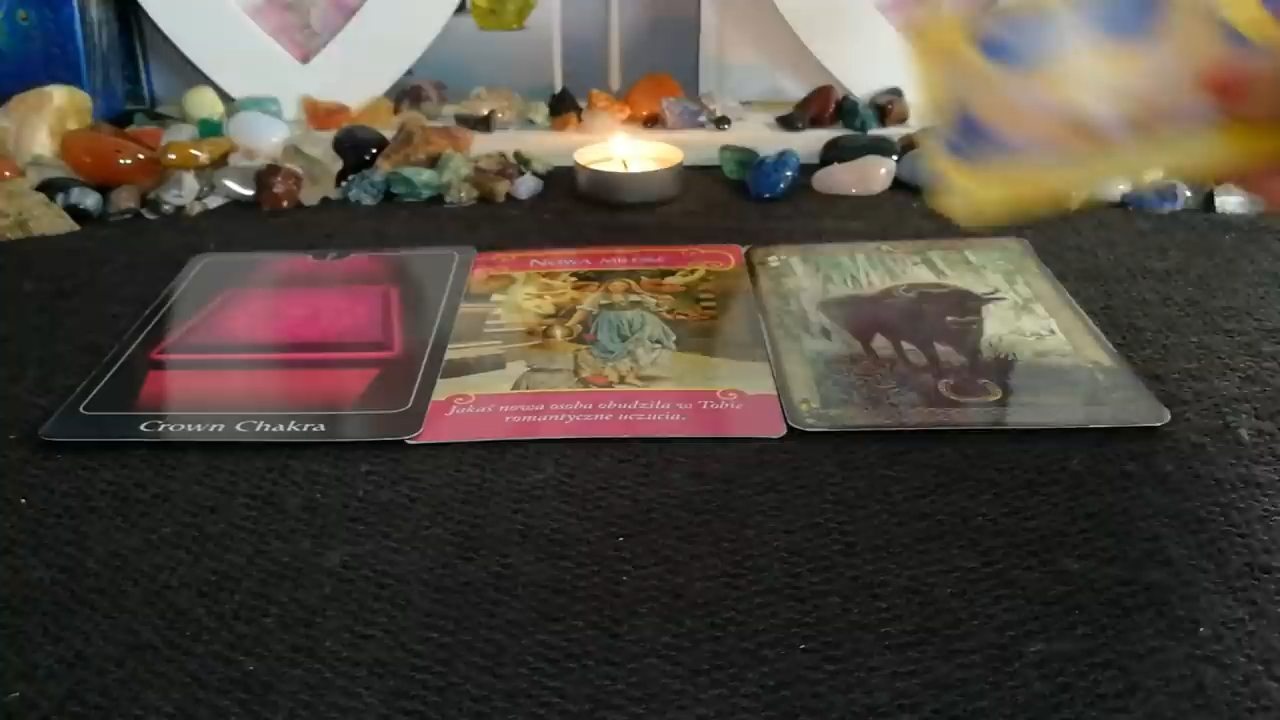 Crown Chakra
Nowa miłość
Jakaś nowa osoba obudziła w Tobie
romantyczne uczucia.